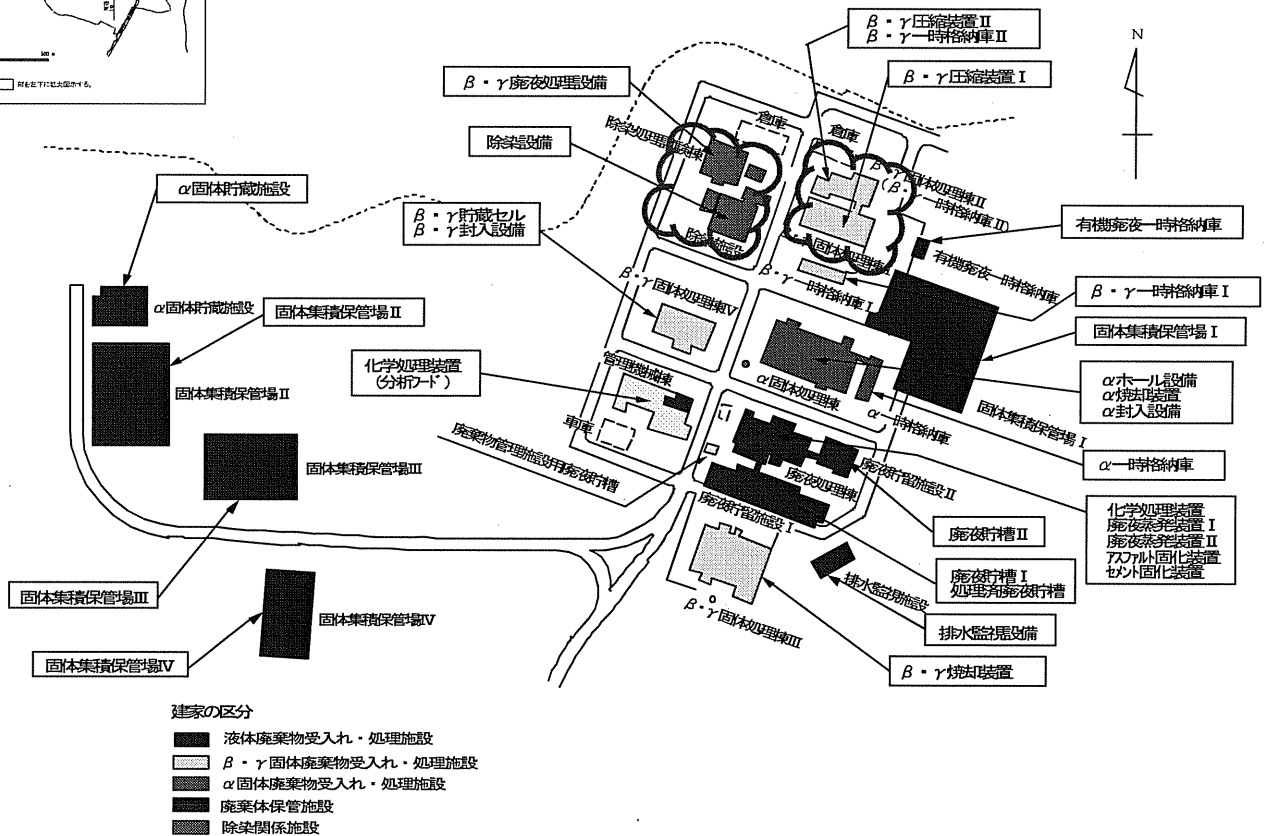 500 m
β・γ圧縮装置Ⅱ
β・γ一時格納庫Ⅱ
N
β・γ圧縮装置Ⅰ
β・γ廃液処理設備
倉庫
倉庫
除染設備
α固体貯蔵施設
β・γ貯蔵セル
β・γ封入設備
除染施設
有機廃液一時格納庫
有機廃液一時格納庫
β・γ一時格納庫Ⅰ
β・γ一時格納庫Ⅰ
β・γ固体処理棟Ⅳ
α固体貯蔵施設
固体集積保管場Ⅱ
固体集積保管場Ⅰ
化学処理装置
(分析フード)
管理機械棟
αホール設備
α焼却装置
α封入設備
α固体処理棟
固体集積保管場Ⅱ
車庫
α一時格納庫
固体集積保管場Ⅰ
廃棄物管理施設用廃液貯槽
α一時格納庫
固体集積保管場Ⅲ
廃液処理棟
廃液貯留施設Ⅱ
廃液貯留施設Ⅰ
化学処理装置
廃液蒸発装置Ⅰ
廃液蒸発装置Ⅱ
アスファルト固化装置
セメント固化装置
廃液貯槽Ⅱ
廃液貯槽Ⅰ
処理済廃液貯槽
固体集積保管場Ⅲ
排水監視施設
β・γ固体処理棟Ⅲ
固体集積保管場Ⅳ
排水監視設備
固体集積保管場Ⅳ
β・γ焼却装置
建家の区分
液体廃棄物受入れ・処理施設
β・γ固体廃棄物受入れ・処理施設
α固体廃棄物受入れ・処理施設
廃棄体保管施設
除染関係施設